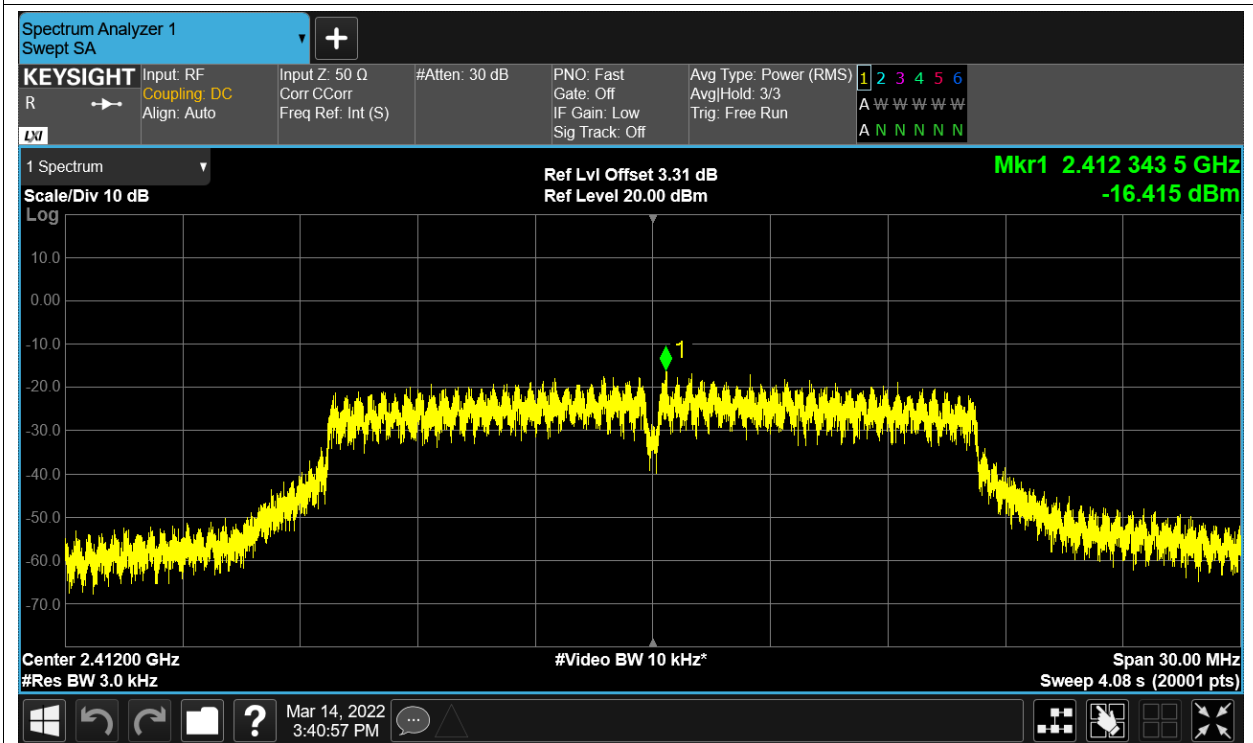 Spectrum Analyzer 1
Swept SA
+
KEYSIGHT
R
LXI
Input: RF
Coupling: DC
Align: Auto
Input Z: 50 Ω
Corr CCorr
Freq Ref: Int (S)
#Atten: 30 dB
PNO: Fast
Gate: Off
IF Gain: Low
Sig Track: Off
Avg Type: Power (RMS)
Avg|Hold: 3/3
Trig: Free Run
1 2 3 4 5 6
A W W W W W
A N N N N N
1 Spectrum
Scale/Div 10 dB
Log
Ref Lvl Offset 3.31 dB
Ref Level 20.00 dBm
Mkr1 2.412 343 5 GHz
-16.415 dBm
10.0
0.00
-10.0
1
-20.0
-30.0
-40.0
-50.0
-60.0
-70.0
Center 2.41200 GHz
#Res BW 3.0 kHz
#Video BW 10 kHz*
Span 30.00 MHz
Sweep 4.08 s (20001 pts)
?
Mar 14, 2022
3:40:57 PM